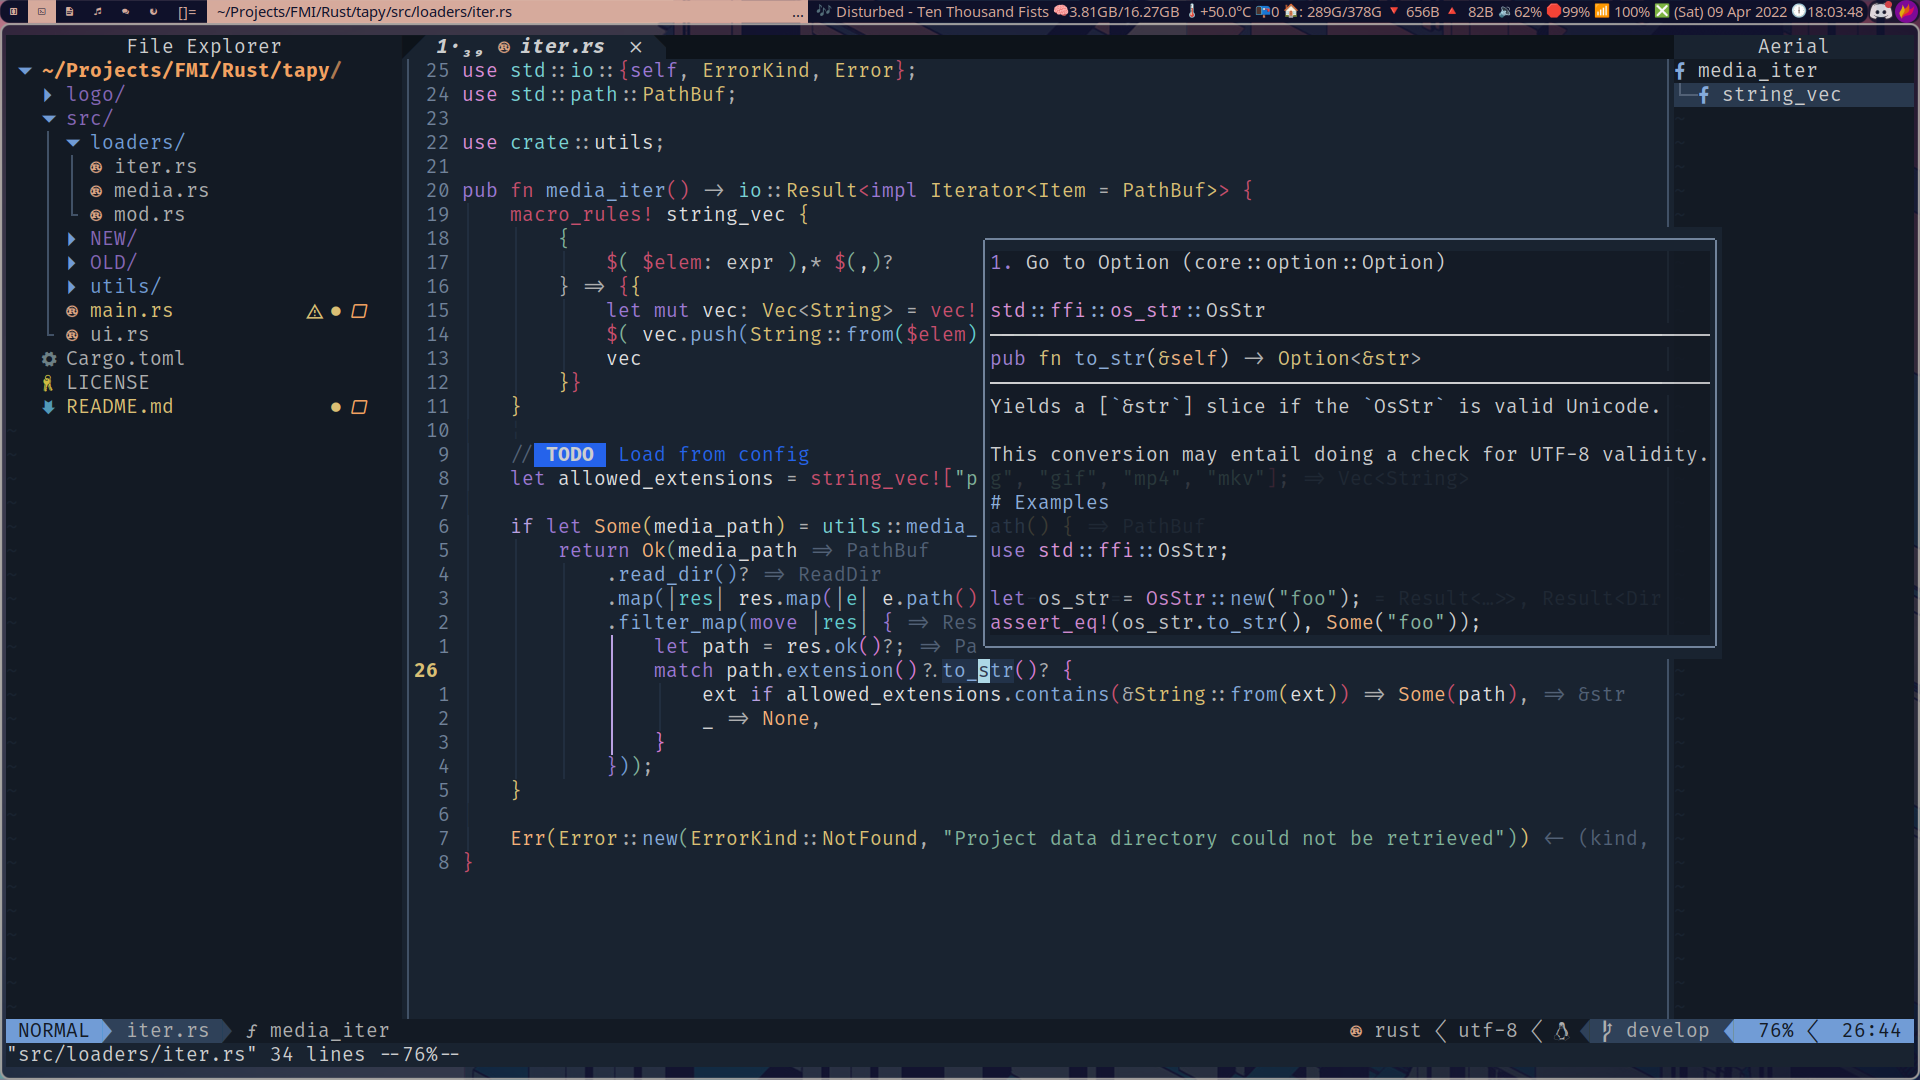 []= ~/Projects/FMI/Rust/tapy/src/loaders/iter.rs ... Disturbed - Ten Thousand Fists 3.81GB/16.27GB +50.0°C 0 : 289G/378G 656B 82B 62% 99% 100% (Sat) 09 Apr 2022 18:03:48
File Explorer
~/Projects/FMI/Rust/tapy/
logo/
src/
loaders/
iter.rs
media.rs
mod.rs
NEW/
OLD/
utils/
main.rs
ui.rs
Cargo.toml
LICENSE
README.md
1·₃₉ iter.rs ×
25 use std::io::{self, ErrorKind, Error};
24 use std::path::PathBuf;
23
22 use crate::utils;
21
20 pub fn media_iter() -> io::Result<impl Iterator<Item = PathBuf>> {
19 macro_rules! string_vec {
18 {
17 $( $elem: expr ),* $(,)?
16 } => {{
15 let mut vec: Vec<String> = vec!
14 $( vec.push(String::from($elem)
13 vec
12 }}
11 }
10
9 // TODO Load from config
8 let allowed_extensions = string_vec!["p g", "gif", "mp4", "mkv"]; => Vec<String>
7
6 if let Some(media_path) = utils::media_ ath() { => PathBuf
5 return Ok(media_path => PathBuf
4 .read_dir()? => ReadDir
3 .map(|res| res.map(|e| e.path() = Result<…>>, Result<Dir
2 .filter_map(move |res| { => Res
1 let path = res.ok()?; => Pa
26 match path.extension()?.to_str()? {
1 ext if allowed_extensions.contains(&String::from(ext)) => Some(path), => &str
2 _ => None,
3 }
4 }));
5 }
6
7 Err(Error::new(ErrorKind::NotFound, "Project data directory could not be retrieved")) <- (kind,
8 }
1. Go to Option (core::option::Option)
std::ffi::os_str::OsStr
pub fn to_str(&self) -> Option<&str>
Yields a [`&str`] slice if the `OsStr` is valid Unicode.
This conversion may entail doing a check for UTF-8 validity.
# Examples
use std::ffi::OsStr;
let os_str = OsStr::new("foo");
assert_eq!(os_str.to_str(), Some("foo"));
Aerial
media_iter
string_vec
NORMAL iter.rs ƒ media_iter rust utf-8 develop 76% 26:44
"src/loaders/iter.rs" 34 lines --76%--